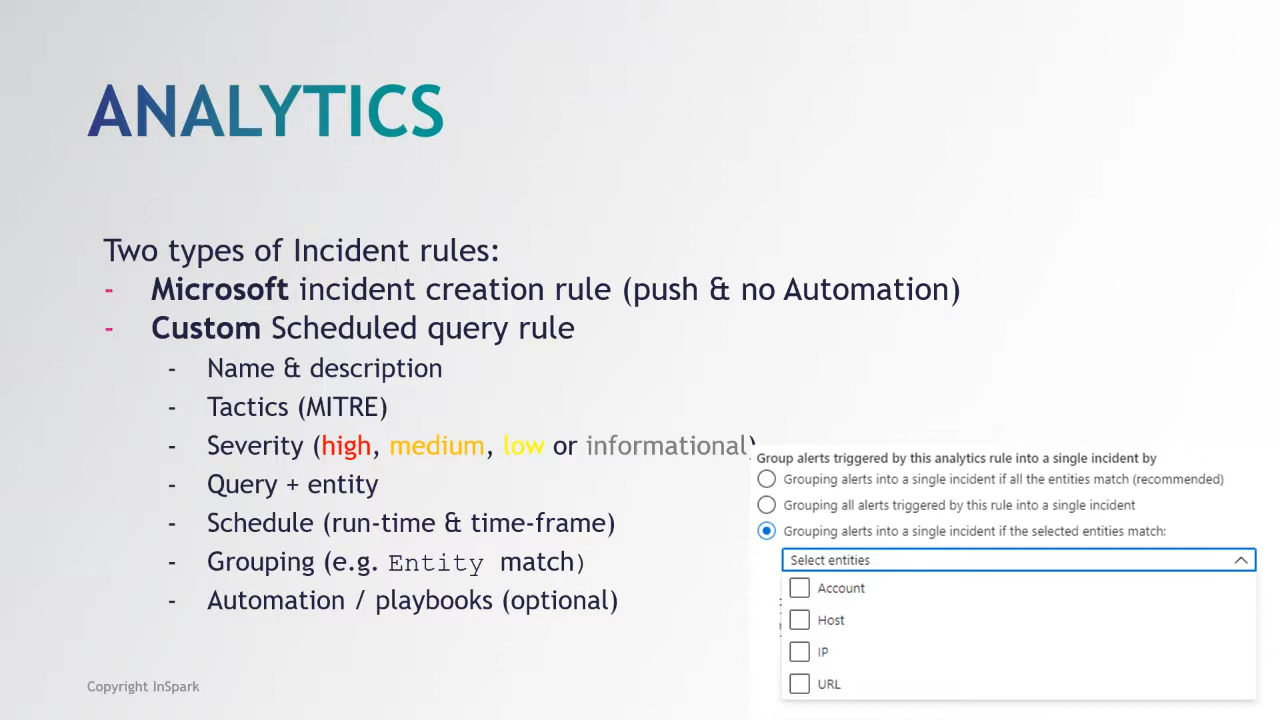 ANALYTICS
Two types of Incident rules:
- Microsoft incident creation rule (push & no Automation)
- Custom Scheduled query rule
- Name & description
- Tactics (MITRE)
- Severity (high, medium, low or informational)
- Query + entity
- Schedule (run-time & time-frame)
- Grouping (e.g. Entity match)
- Automation / playbooks (optional)
Group alerts triggered by this analytics rule into a single incident by
Grouping alerts into a single incident if all the entities match (recommended)
Grouping all alerts triggered by this rule into a single incident
Grouping alerts into a single incident if the selected entities match:
Select entities
Account
Host
IP
URL
Copyright InSpark